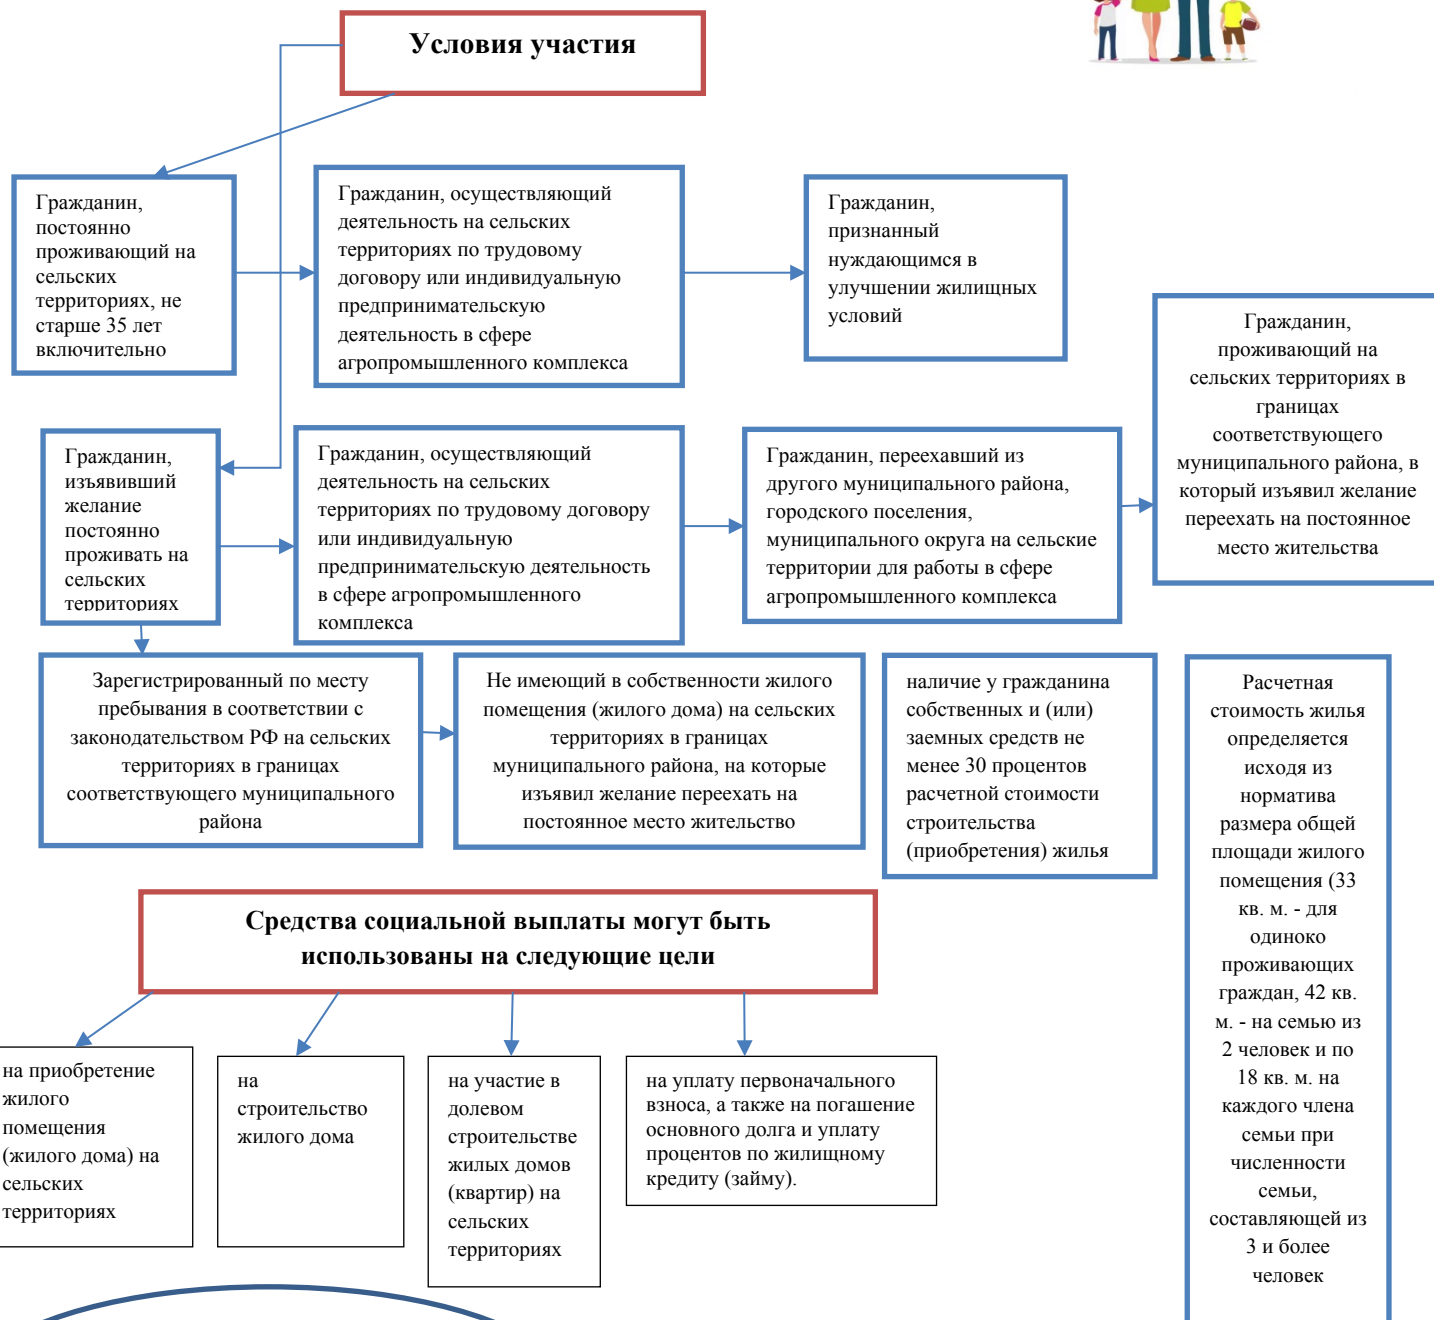 Условия участия
Гражданин,
постоянно
проживающий на
сельских
территориях, не
старше 35 лет
включительно
Гражданин, осуществляющий
деятельность на сельских
территориях по трудовому
договору или индивидуальную
предпринимательскую
деятельность в сфере
агропромышленного комплекса
Гражданин,
признанный
нуждающимся в
улучшении жилищных
условий
Гражданин,
изъявивший
желание
постоянно
проживать на
сельских
территориях
Гражданин, осуществляющий
деятельность на сельских
территориях по трудовому договору
или индивидуальную
предпринимательскую деятельность
в сфере агропромышленного
комплекса
Гражданин, переехавший из
другого муниципального района,
городского поселения,
муниципального округа на сельские
территории для работы в сфере
агропромышленного комплекса
Гражданин,
проживающий на
сельских территориях в
границах
соответствующего
муниципального района, в
который изъявил желание
переехать на постоянное
место жительства
Зарегистрированный по месту
пребывания в соответствии с
законодательством РФ на сельских
территориях в границах
соответствующего муниципального
района
Не имеющий в собственности жилого
помещения (жилого дома) на сельских
территориях в границах
муниципального района, на которые
изъявил желание переехать на
постоянное место жительство
наличие у гражданина
собственных и (или)
заемных средств не
менее 30 процентов
расчетной стоимости
строительства
(приобретения) жилья
Расчетная
стоимость жилья
определяется
исходя из
норматива
размера общей
площади жилого
помещения (33
кв. м. - для
одиноко
проживающих
граждан, 42 кв.
м. - на семью из
2 человек и по
18 кв. м. на
каждого члена
семьи при
численности
семьи,
составляющей из
3 и более
человек
Средства социальной выплаты могут быть
использованы на следующие цели
на приобретение
жилого
помещения
(жилого дома) на
сельских
территориях
на
строительство
жилого дома
на участие в
долевом
строительстве
жилых домов
(квартир) на
сельских
территориях
на уплату первоначального
взноса, а также на погашение
основного долга и уплату
процентов по жилищному
кредиту (займу).